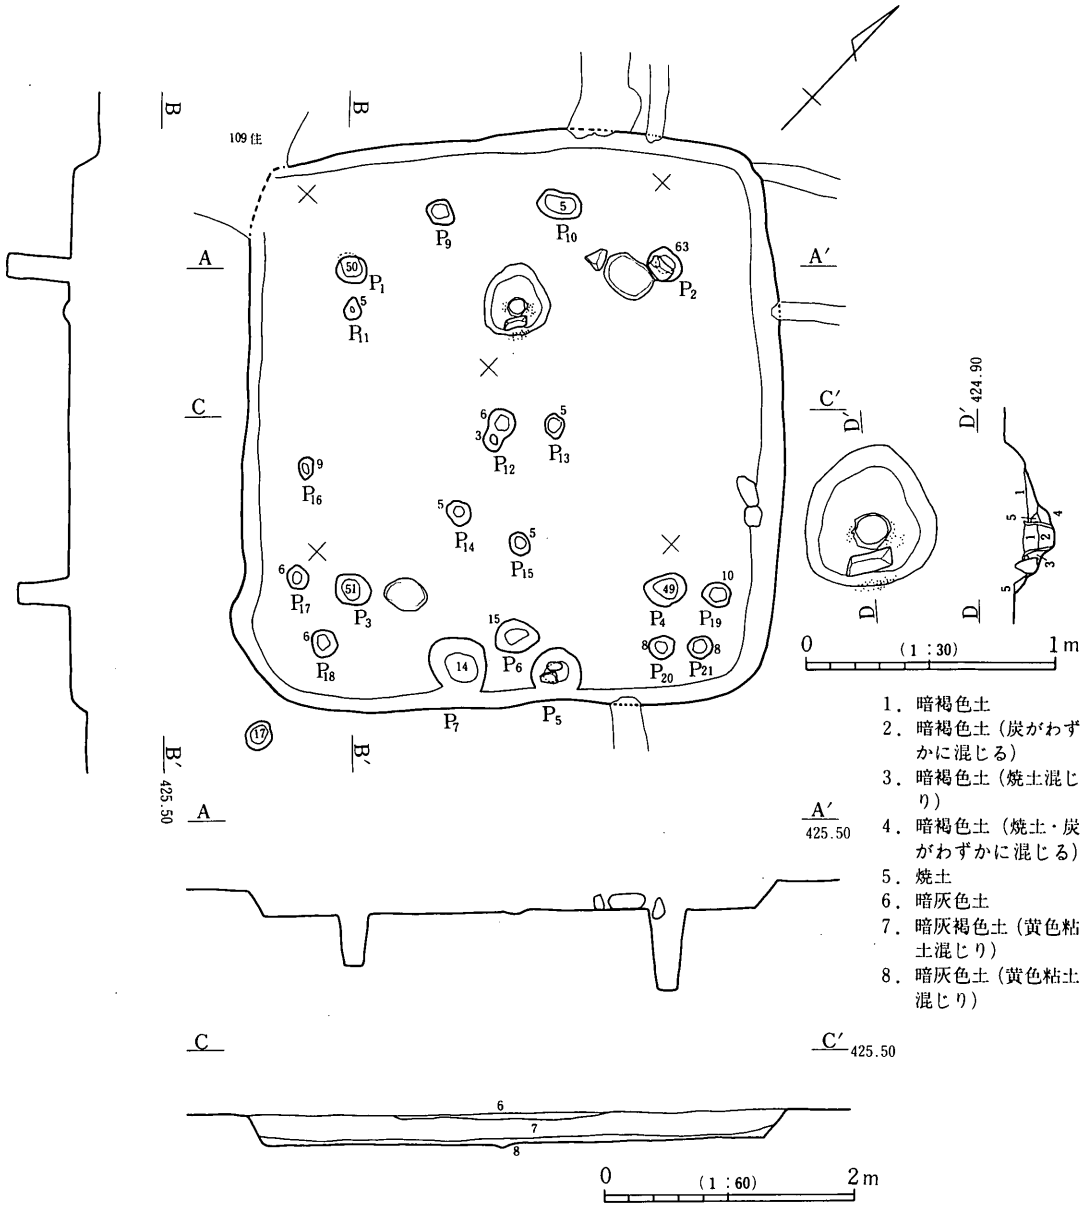 B
B
109住
P9
5
P10
A
50
P1
63
P2
A′
5
P11
C
6
3
P12
5
P13
C′
D′
D′ 424.90
9
P16
5
P14
5
P15
1
5
4
1
2
3
5
6
P17
51
P3
49
P4
10
P19
D
D
6
P18
15
P6
8
P20
8
P21
14
P7
P5
17
0 (1:30) 1m
B′ 425.50
B′
A
A′
425.50
1. 暗褐色土
2. 暗褐色土(炭がわず
かに混じる)
3. 暗褐色土(焼土混じ
り)
4. 暗褐色土(焼土・炭
がわずかに混じる)
5. 焼土
6. 暗灰色土
7. 暗灰褐色土(黄色粘
土混じり)
8. 暗灰色土(黄色粘土
混じり)
C
C′ 425.50
6
7
8
0 (1:60) 2m